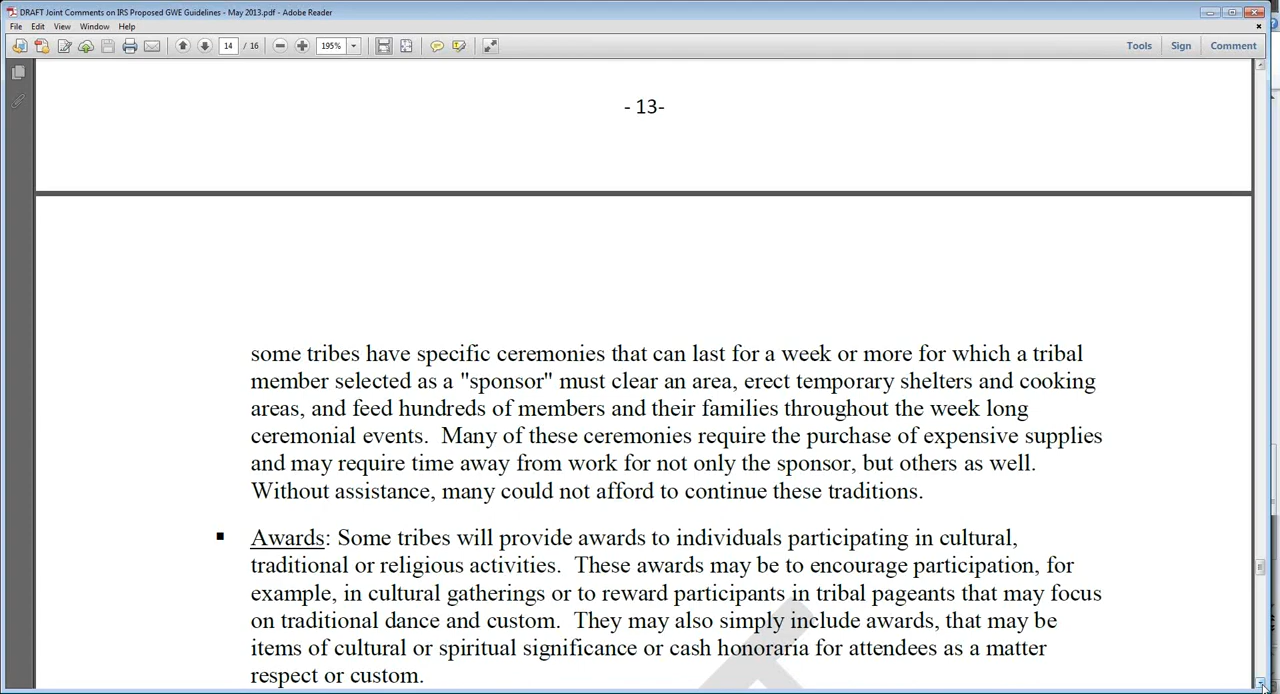 DRAFT Joint Comments on IRS Proposed GWE Guidelines - May 2013.pdf - Adobe Reader
File Edit View Window Help
14 / 16 195% Tools Sign Comment
- 13-
some tribes have specific ceremonies that can last for a week or more for which a tribal
member selected as a "sponsor" must clear an area, erect temporary shelters and cooking
areas, and feed hundreds of members and their families throughout the week long
ceremonial events. Many of these ceremonies require the purchase of expensive supplies
and may require time away from work for not only the sponsor, but others as well.
Without assistance, many could not afford to continue these traditions.
▪ Awards: Some tribes will provide awards to individuals participating in cultural,
traditional or religious activities. These awards may be to encourage participation, for
example, in cultural gatherings or to reward participants in tribal pageants that may focus
on traditional dance and custom. They may also simply include awards, that may be
items of cultural or spiritual significance or cash honoraria for attendees as a matter
respect or custom.